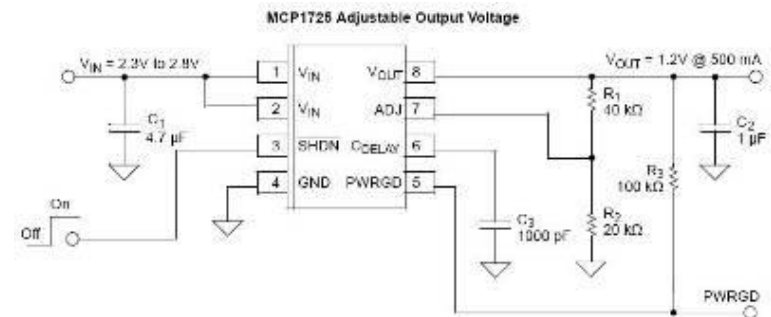 MCP1725 Adjustable Output Voltage
VIN = 2.3V to 2.8V
VOUT = 1.2V @ 500 mA
1 VIN VOUT 8
2 VIN ADJ 7
3 SHDN CDELAY 6
4 GND PWRGD 5
C1
4.7 µF
R1
40 kΩ
C2
1 µF
R3
100 kΩ
On
Off
C3
1000 pF
R2
20 kΩ
PWRGD